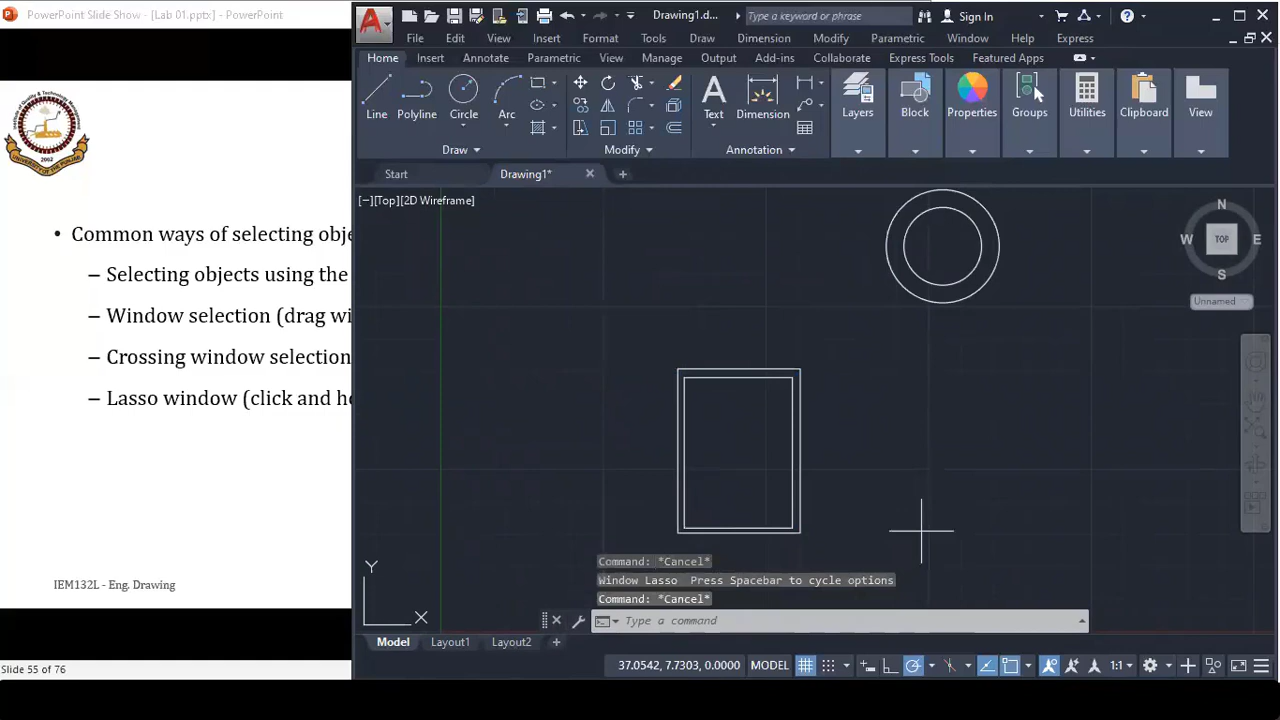 PowerPoint Slide Show - [Lab 01.ppb:- PowerPoint
Drawing1.d...
Type a keyword or phrase
Sign In
File Edit View Insert Format Tools Draw Dimension Modify Parametric Window Help Express
Home Insert Annotate Parametric View Manage Output Add-ins Collaborate Express Tools Featured Apps
Line Polyline Circle Arc Text Dimension Layers Block Properties Groups Utilities Clipboard View
Draw Modify Annotation
Start Drawing1*
[−][Top][2D Wireframe]
N
W TOP E
S
Unnamed
2002
• Common ways of selecting obje
– Selecting objects using the
– Window selection (drag wi
– Crossing window selection
– Lasso window (click and ho
IEM132L - Eng. Drawing
Y
X
Command: *Cancel*
Window Lasso Press Spacebar to cycle options
Command: *Cancel*
Type a command
Model Layout1 Layout2
Slide 55 of 76
37.0542, 7.7303, 0.0000 MODEL 1:1